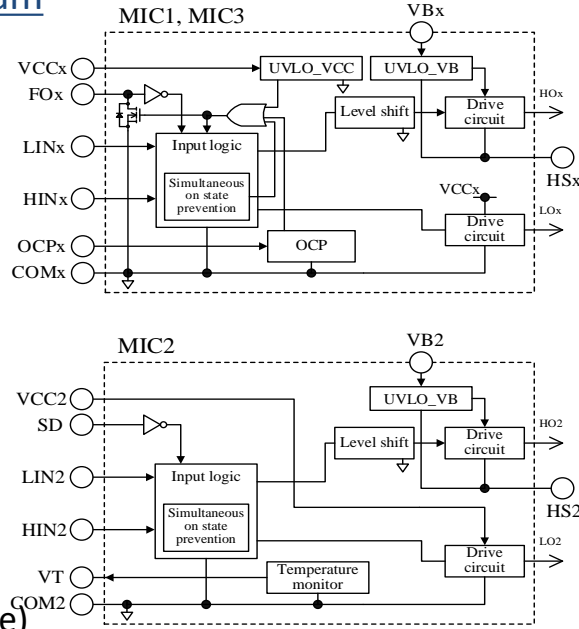 um
MIC1, MIC3
VBx
VCCx
UVLO_VCC
UVLO_VB
FOx
Level shift
Drive
circuit
HOx
LINx
Input logic
HSx
Simultaneous
on state
prevention
HINx
VCCx
LOx
Drive
circuit
OCPx
OCP
COMx
MIC2
VB2
VCC2
UVLO_VB
SD
Level shift
Drive
circuit
HO2
LIN2
Input logic
HS2
Simultaneous
on state
prevention
HIN2
LO2
Drive
circuit
VT
Temperature
monitor
COM2
e)